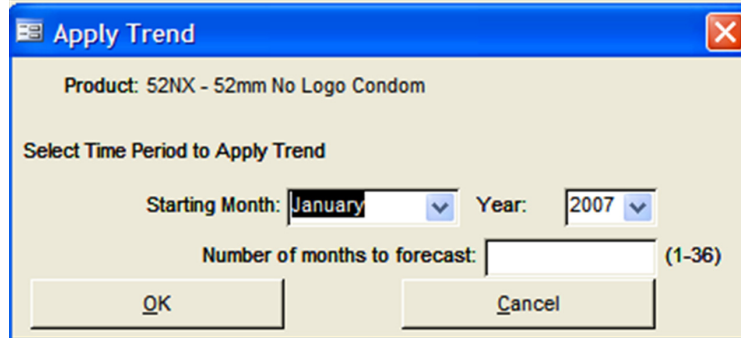 Apply Trend
Product: 52NX - 52mm No Logo Condom
Select Time Period to Apply Trend
Starting Month: January Year: 2007
Number of months to forecast: (1-36)
OK Cancel